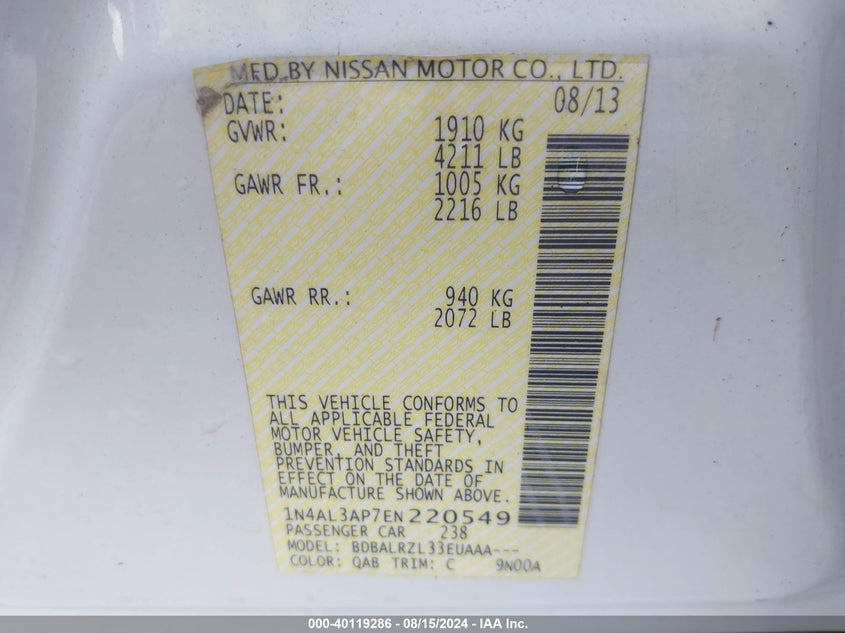 MFD BY NISSAN MOTOR CO., LTD.
DATE: 08/13
GVWR: 1910 KG
4211 LB
GAWR FR.: 1005 KG
2216 LB
GAWR RR.: 940 KG
2072 LB
THIS VEHICLE CONFORMS TO
ALL APPLICABLE FEDERAL
MOTOR VEHICLE SAFETY,
BUMPER, AND THEFT
PREVENTION STANDARDS IN
EFFECT ON THE DATE OF
MANUFACTURE SHOWN ABOVE.
1N4AL3AP7EN220549
PASSENGER CAR 238
MODEL: BDBALRZL33EUAAA---
COLOR: QAB TRIM: C 9N00A
000-40119286 - 08/15/2024 - IAA Inc.